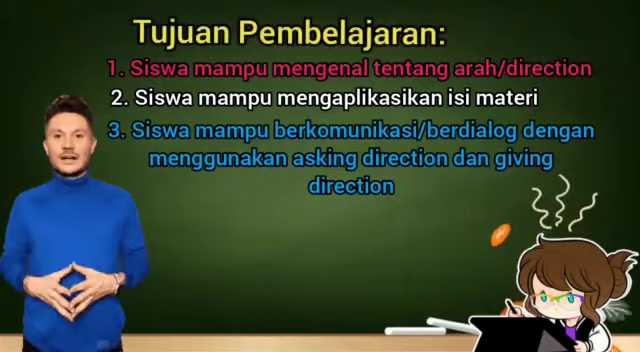 Tujuan Pembelajaran:
1. Siswa mampu mengenal tentang arah/direction
2. Siswa mampu mengaplikasikan isi materi
3. Siswa mampu berkomunikasi/berdialog dengan
menggunakan asking direction dan giving
direction